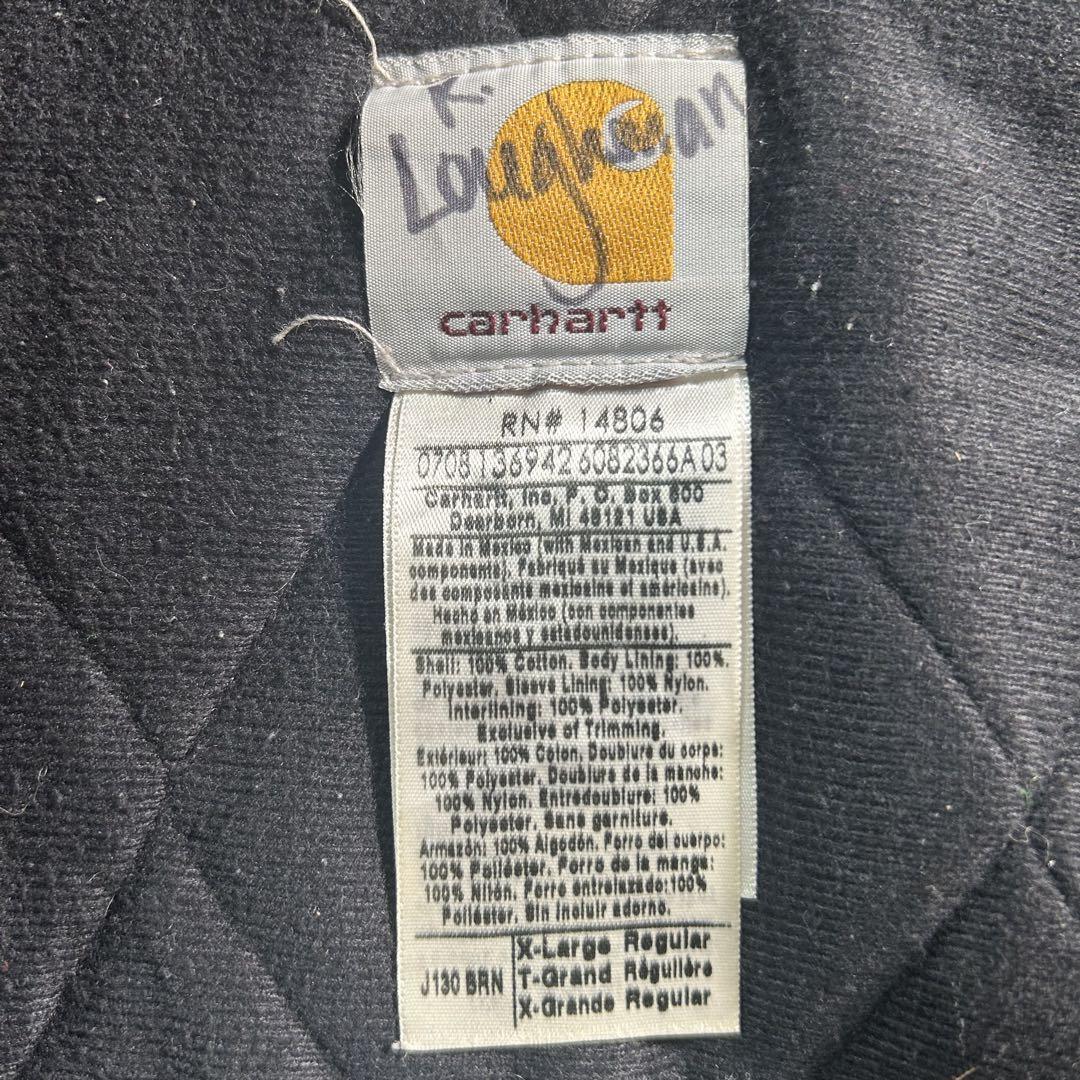 K.
Loughran
carhartt
RN# 14806
0708136942 6082366A03
Carhartt, Inc, P. O. Box 600
Dearborn, MI 48121 USA
Made in Mexico (with Mexican and U.S.A.
components). Fabriqué au Mexique (avec
des composants mexicains et américains).
Hecho en México (con componentes
mexicanos y estadounidenses).
Shell: 100% Cotton. Body Lining: 100%.
Polyester. Sleeve Lining: 100% Nylon.
Interlining: 100% Polyester.
Exclusive of Trimming.
Extérieur: 100% Coton. Doublure du corps:
100% Polyester. Doublure de la manche:
100% Nylon. Entredoublure: 100%
Polyester. Sans garniture.
Armazón: 100% Algodón. Forro del cuerpo:
100% Poliéster. Forro de la manga:
100% Nilón. Forro entrelazado:100%
Poliéster. Sin incluir adorno.
J130 BRN
X-Large Regular
T-Grand Régulière
X-Grande Regular